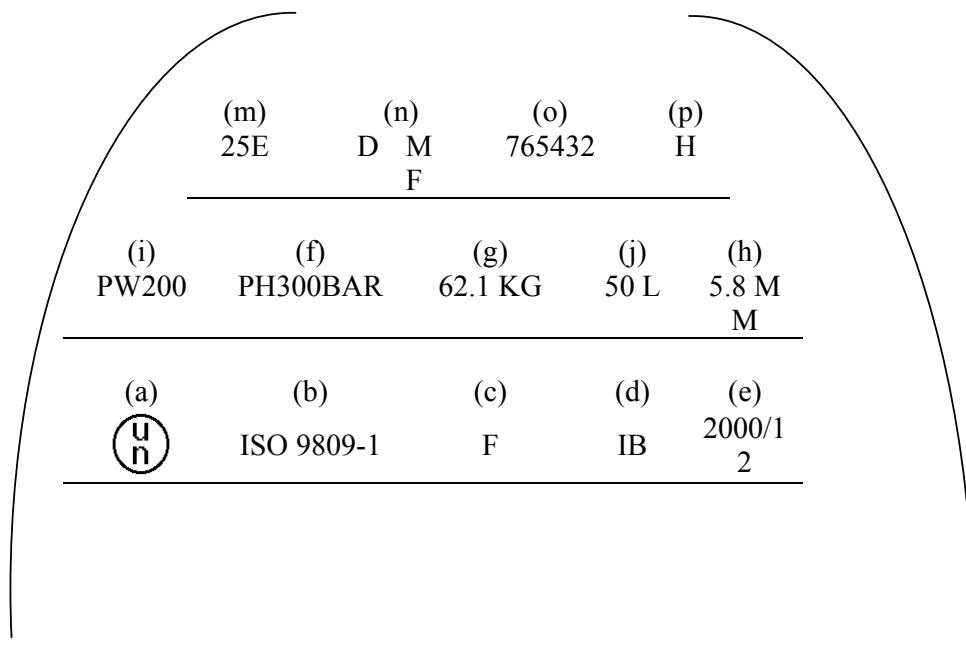 (m) (n) (o) (p)
25E D M 765432 H
F
(i) (f) (g) (j) (h)
PW200 PH300BAR 62.1 KG 50 L 5.8 M
M
(a) (b) (c) (d) (e)
u n ISO 9809-1 F IB 2000/1
2